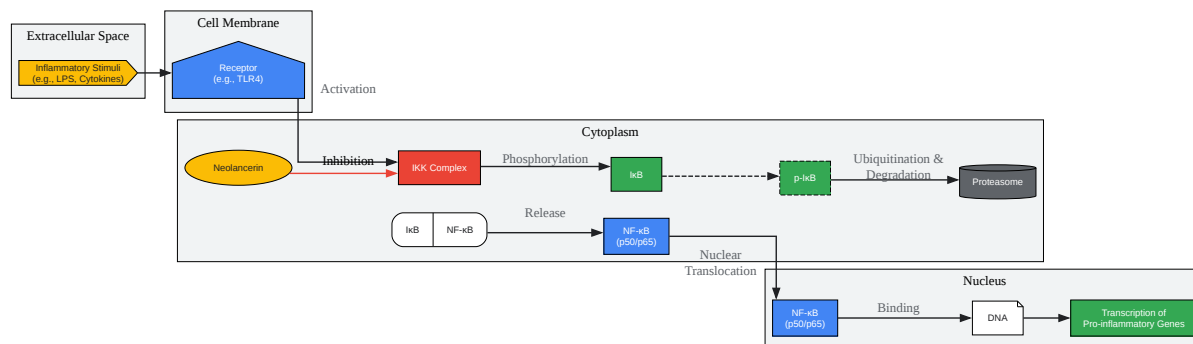 Cell Membrane
Extracellular Space
Inflammatory Stimuli
(e.g., LPS, Cytokines)
Receptor
(e.g., TLR4)
Activation
Cytoplasm
Neolancerin
Inhibition
IKK Complex
Phosphorylation
IκB
p-IκB
Ubiquitination &
Degradation
Proteasome
IκB
NF-κB
Release
NF-κB
(p50/p65)
Nuclear
Translocation
Nucleus
NF-κB
(p50/p65)
Binding
DNA
Transcription of
Pro-inflammatory Genes